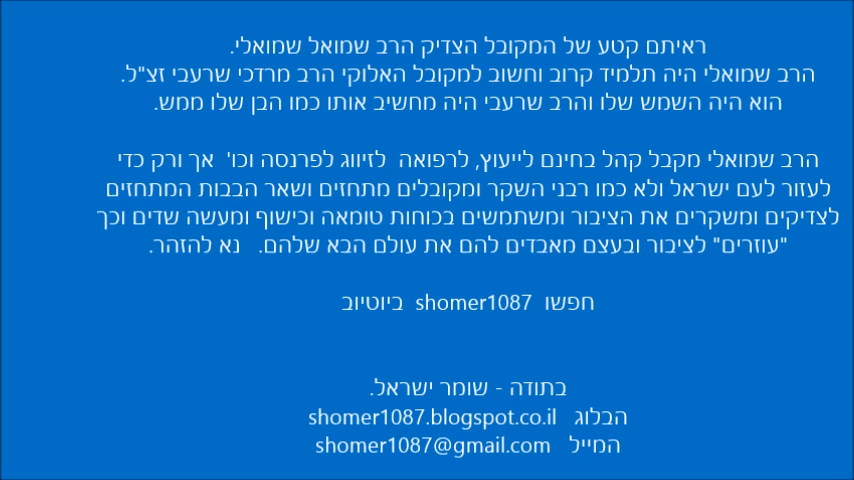 ראיתם קטע של המקובל הצדיק הרב שמואל שמואלי.
הרב שמואלי היה תלמיד קרוב וחשוב למקובל האלוקי הרב מרדכי שרעבי זצ"ל.
הוא היה השמש שלו והרב שרעבי היה מחשיב אותו כמו הבן שלו ממש.
הרב שמואלי מקבל קהל בחינם לייעוץ, לרפואה לזיווג לפרנסה וכו' אך ורק כדי
לעזור לעם ישראל ולא כמו רבני השקר ומקובלים מתחזים ושאר הבבות המתחזים
לצדיקים ומשקרים את הציבור ומשתמשים בכוחות טומאה וכישוף ומעשה שדים וכך
"עוזרים" לציבור ובעצם מאבדים להם את עולם הבא שלהם. נא להזהר.
חפשו shomer1087 ביוטיוב
בתודה - שומר ישראל.
הבלוג shomer1087.blogspot.co.il
המייל shomer1087@gmail.com